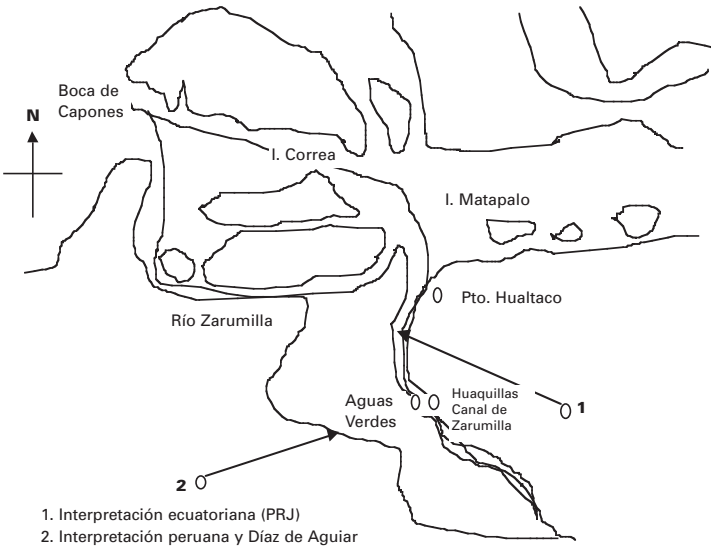 Boca de
Capones
N
I. Correa
I. Matapalo
Pto. Hualtaco
Río Zarumilla
Aguas
Verdes
Huaquillas
Canal de
Zarumilla
1
2
1. Interpretación ecuatoriana (PRJ)
2. Interpretación peruana y Díaz de Aguiar